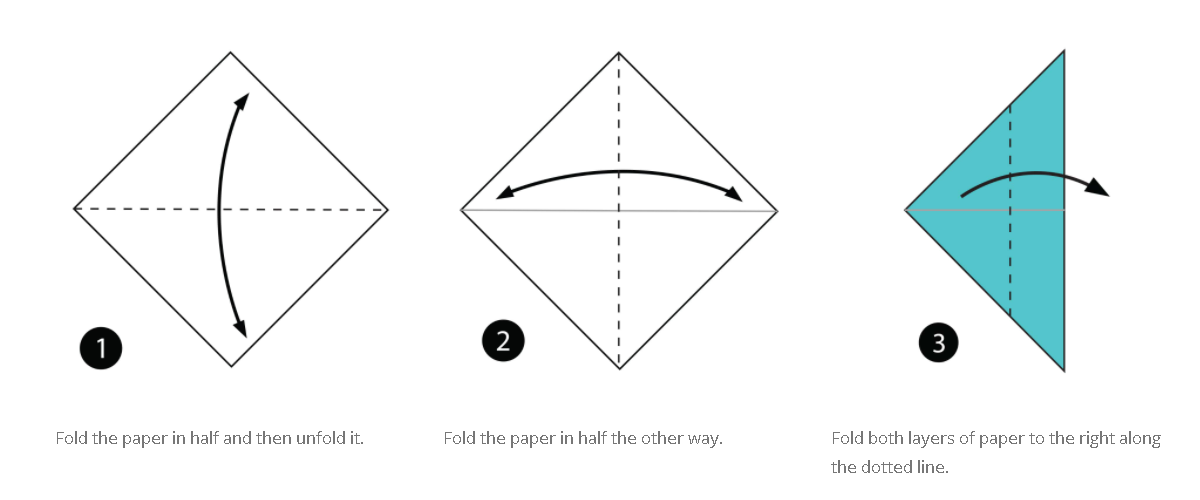 1
2
3
Fold the paper in half and then unfold it.
Fold the paper in half the other way.
Fold both layers of paper to the right along
the dotted line.